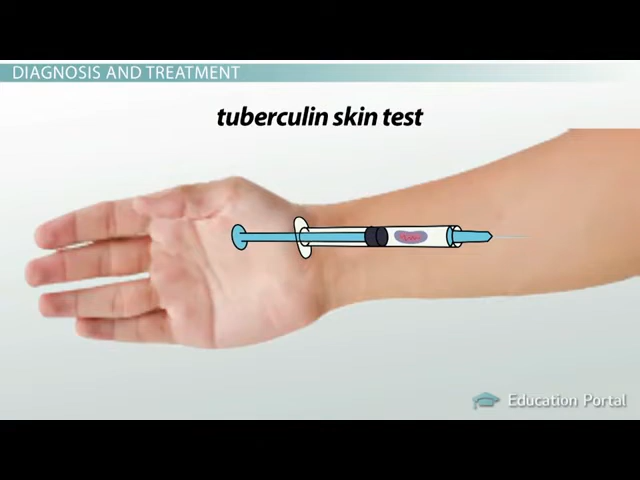 DIAGNOSIS AND TREATMENT
tuberculin skin test
Education Portal